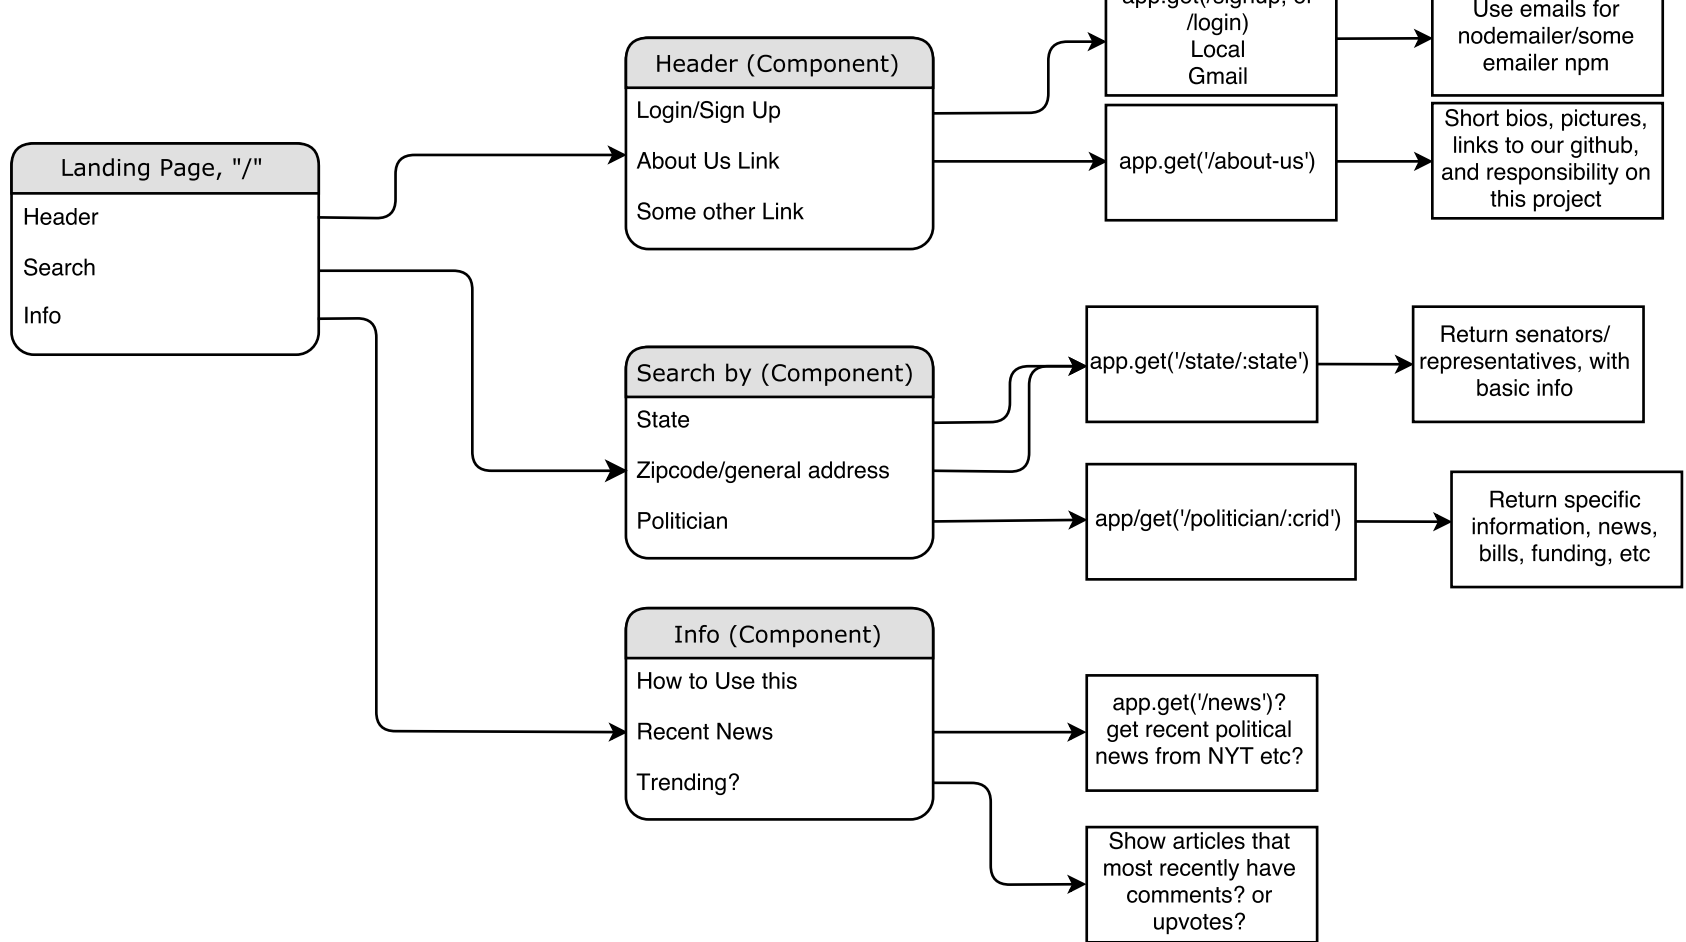 Landing Page, "/"
Header
Search
Info
Header (Component)
Login/Sign Up
About Us Link
Some other Link
app.get(/signup, or
/login)
Local
Gmail
Use emails for
nodemailer/some
emailer npm
app.get('/about-us')
Short bios, pictures,
links to our github,
and responsibility on
this project
Search by (Component)
State
Zipcode/general address
Politician
app.get('/state/:state')
Return senators/
representatives, with
basic info
app/get('/politician/:crid')
Return specific
information, news,
bills, funding, etc
Info (Component)
How to Use this
Recent News
Trending?
app.get('/news')?
get recent political
news from NYT etc?
Show articles that
most recently have
comments? or
upvotes?